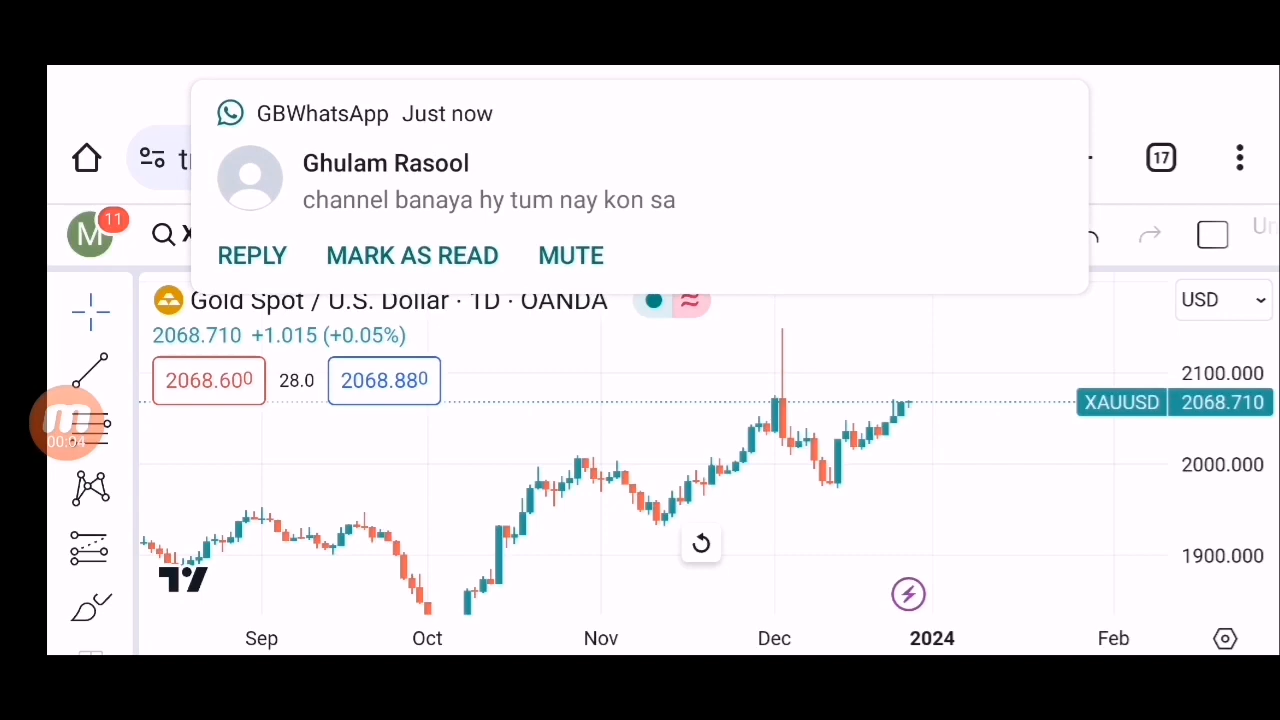 GBWhatsApp Just now
Ghulam Rasool
channel banaya hy tum nay kon sa
REPLY MARK AS READ MUTE
17
M 11
Gold Spot / U.S. Dollar · 1D · OANDA
USD
2068.710 +1.015 (+0.05%)
2068.600 28.0 2068.880
2100.000
XAUUSD 2068.710
00:04
2000.000
1900.000
Sep Oct Nov Dec 2024 Feb